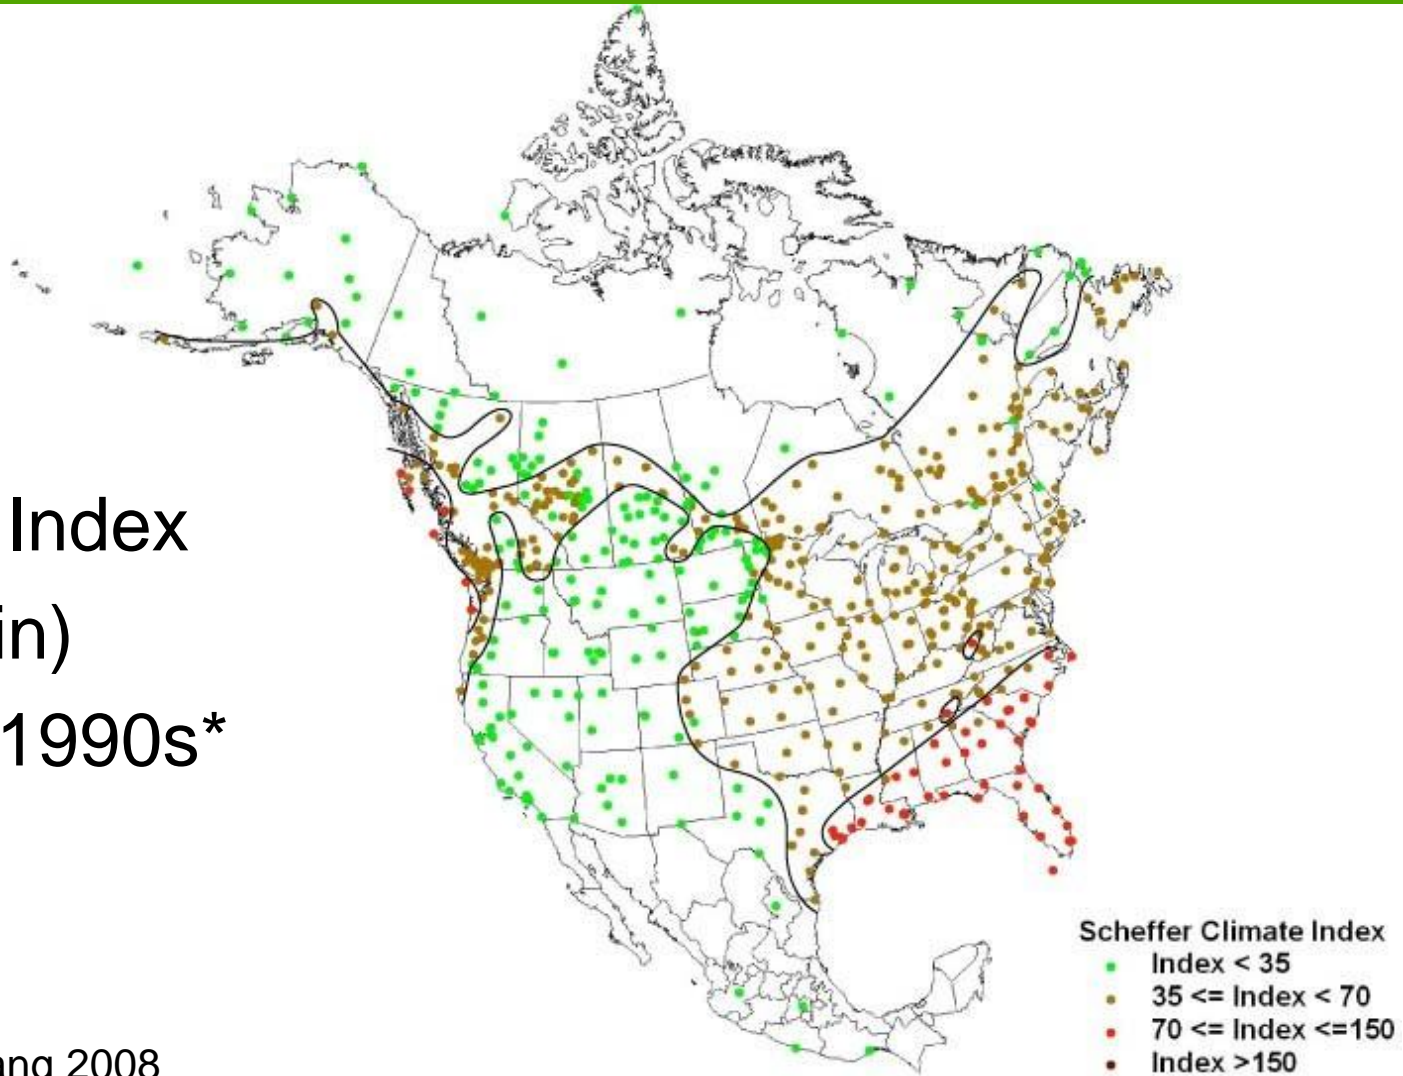 Index
in)
1990s*
ang 2008
Scheffer Climate Index
Index < 35
35 <= Index < 70
70 <= Index <=150
Index >150